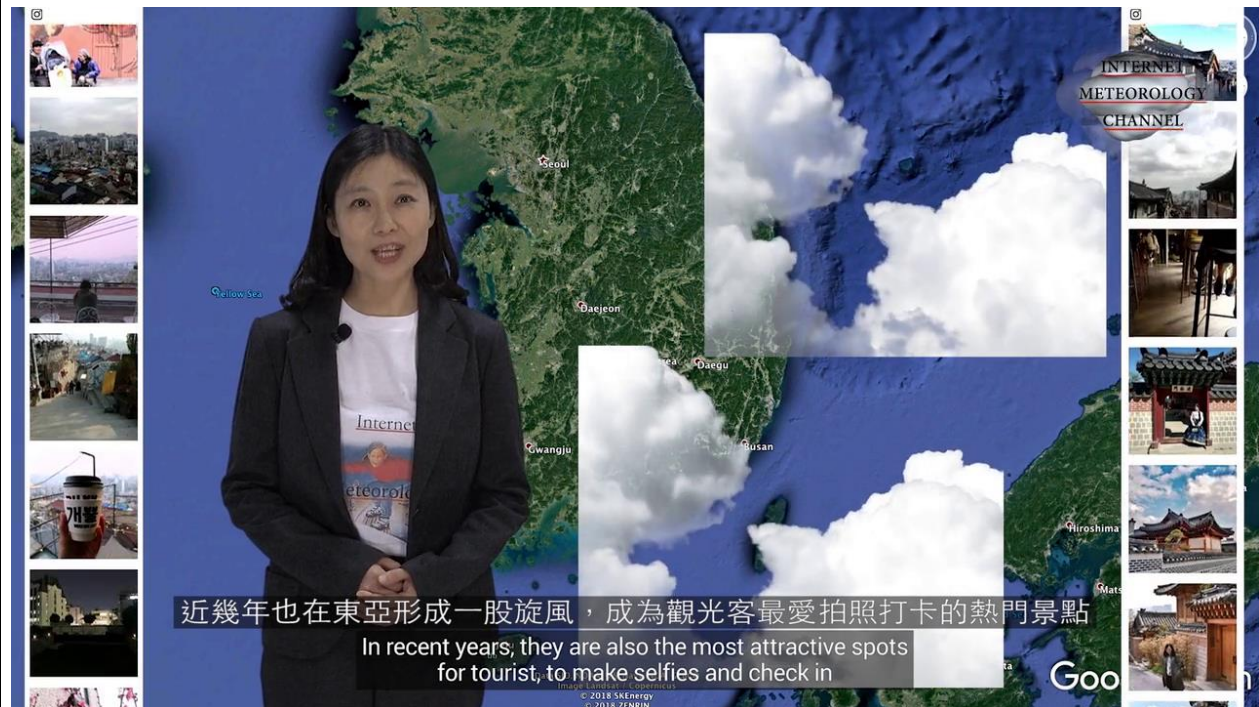 INTERNET
METEOROLOGY
CHANNEL
Seoul
Yellow Sea
Daejeon
Daegu
Gwangju
Busan
Hiroshima
Mats
Internet
eteorolo
개뿔
近幾年也在東亞形成一股旋風，成為觀光客最愛拍照打卡的熱門景點
In recent years, they are also the most attractive spots
for tourist, to make selfies and check in
Image Landsat / Copernicus
© 2018 SKEnergy
© 2018 ZENRIN
Goo